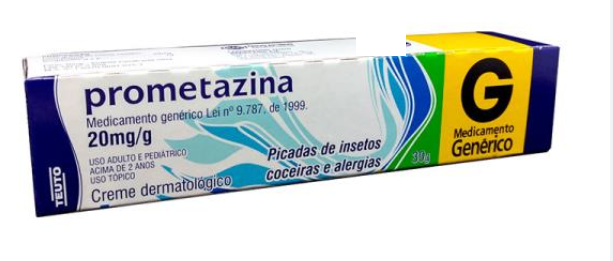 prometazina
Medicamento genérico Lei nº 9.787, de 1999.
20mg/g
USO ADULTO E PEDIÁTRICO
ACIMA DE 2 ANOS
USO TÓPICO
Creme dermatológico
TEUTO
Picadas de insetos
coceiras e alergias
30g
G
Medicamento
Genérico